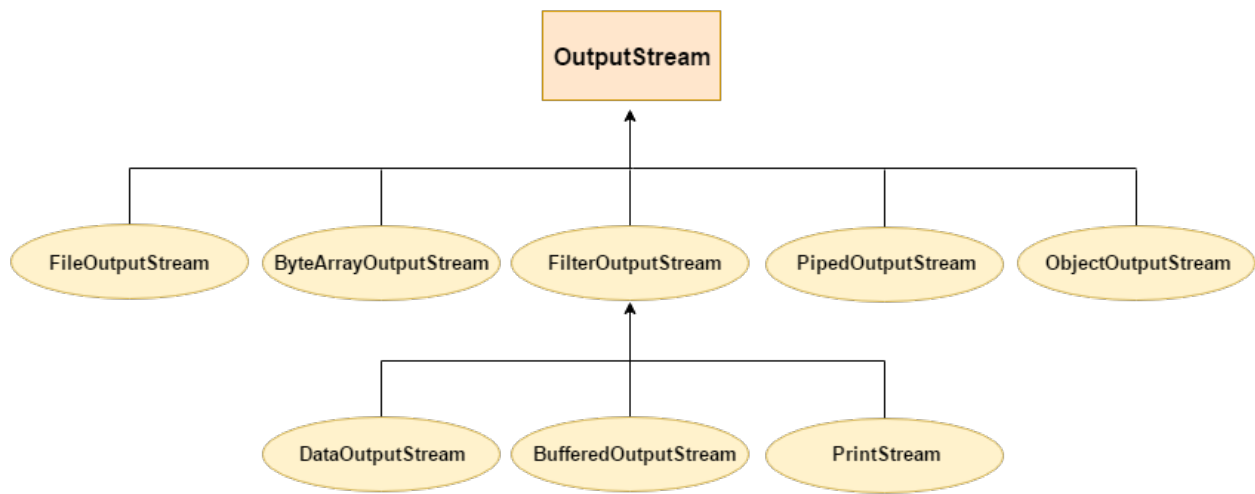 OutputStream
FileOutputStream
ByteArrayOutputStream
FilterOutputStream
PipedOutputStream
ObjectOutputStream
DataOutputStream
BufferedOutputStream
PrintStream